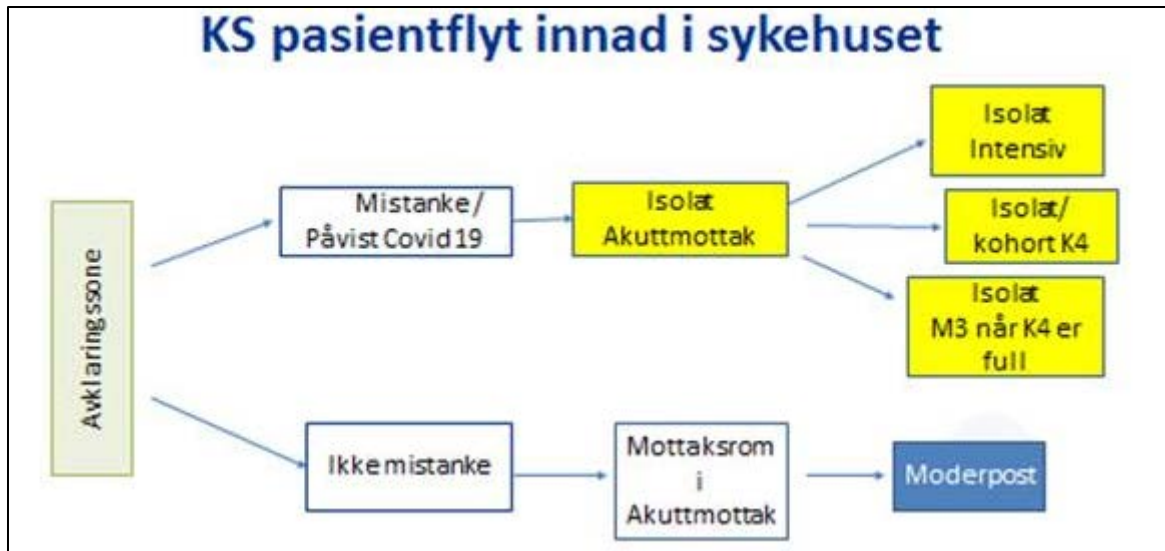 KS pasientflyt innad i sykehuset
Avklaringssone
Mistanke/
Påvist Covid 19
Isolat
Akuttmottak
Isolat
Intensiv
Isolat/
kohort K4
Isolat
M3 når K4 er
full
Ikke mistanke
Mottaksrom
i
Akuttmottak
Moderpost